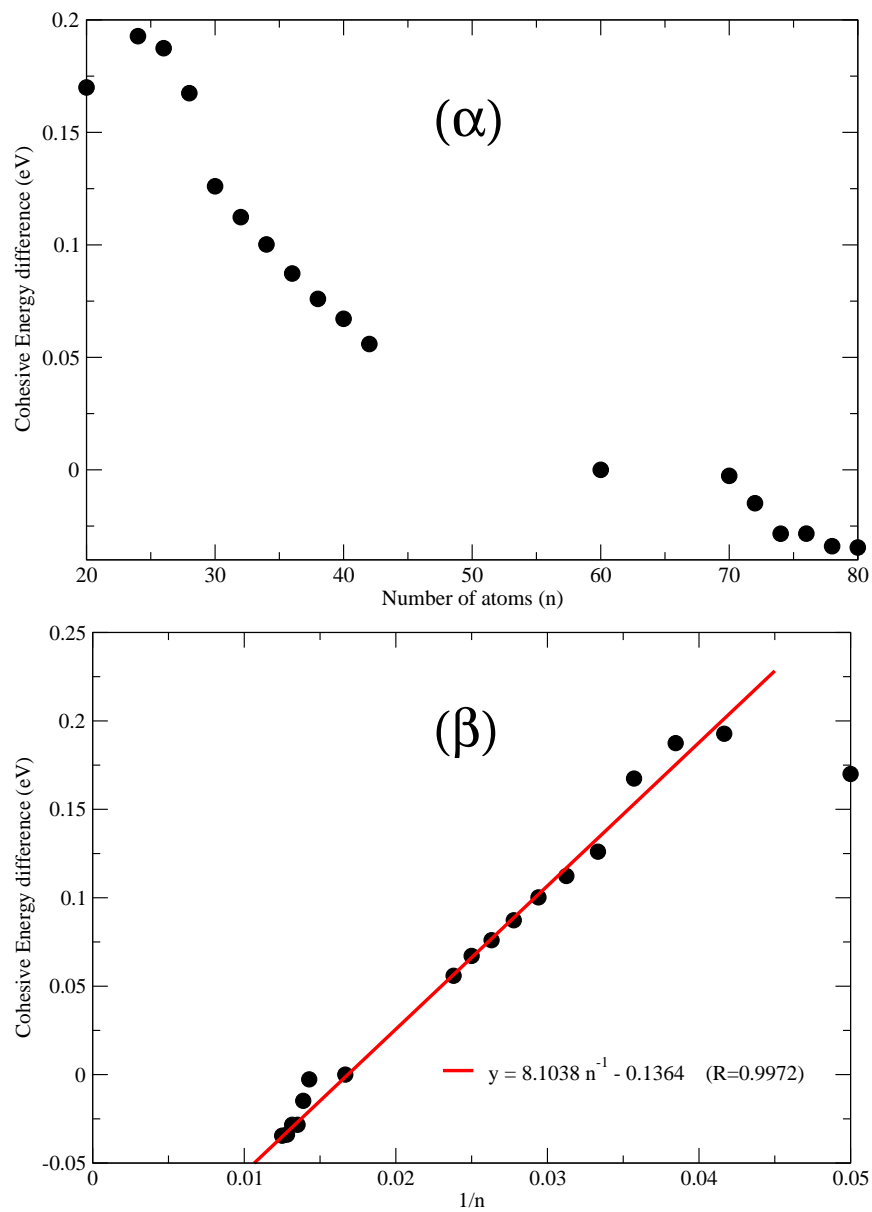 0.2
(α)
0.15
0.1
0.05
0
Cohesive Energy difference (eV)
20 30 40 50 60 70 80
Number of atoms (n)
0.25
(β)
0.2
0.15
0.1
0.05
0
-0.05
Cohesive Energy difference (eV)
y = 8.1038 n⁻¹ - 0.1364 (R=0.9972)
0 0.01 0.02 0.03 0.04 0.05
1/n